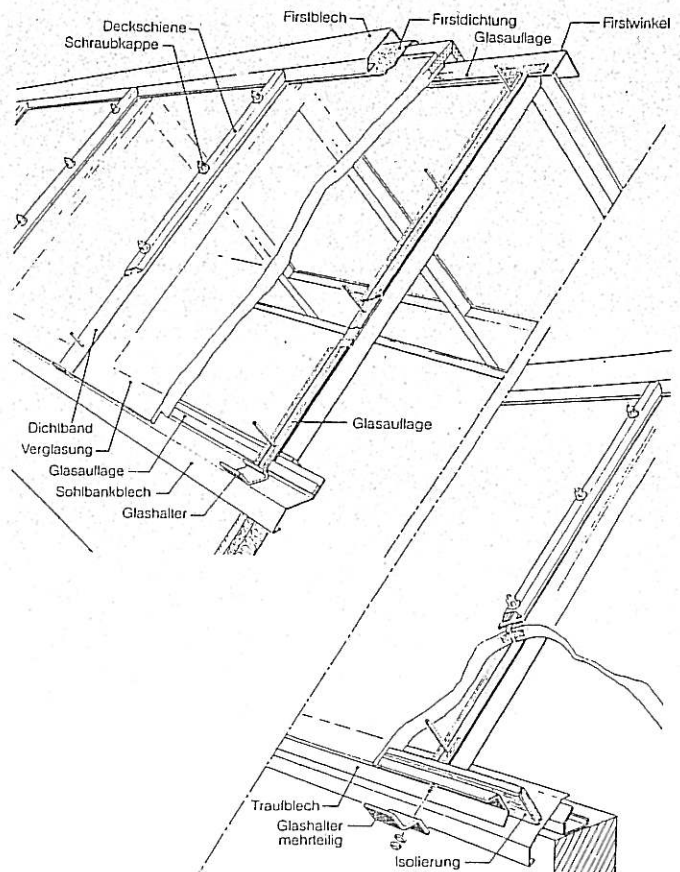 Deckschiene
Schraubkappe
Firstblech
Firstdichtung
Glasauflage
Firstwinkel
Dichtband
Verglasung
Glasauflage
Sohlbankblech
Glashalter
Glasauflage
Traufblech
Glashalter
mehrteilig
Isolierung